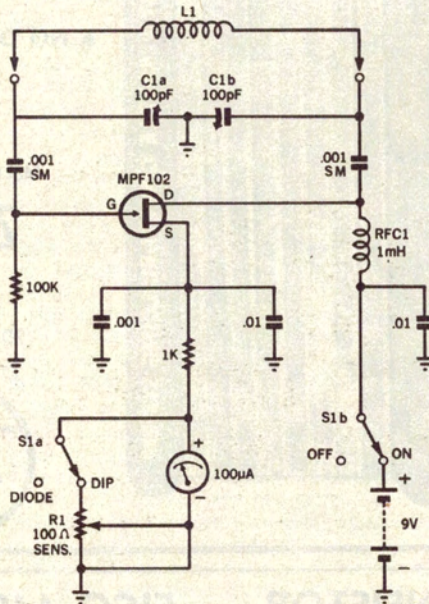 L1
C1a
100pF
C1b
100pF
.001
SM
.001
SM
MPF102
G
D
S
RFC1
1mH
100K
.001
.01
.01
1K
S1a
S1b
OFF
ON
+
+
100µA
DIODE
DIP
-
R1
100Ω
SENS.
9V
-